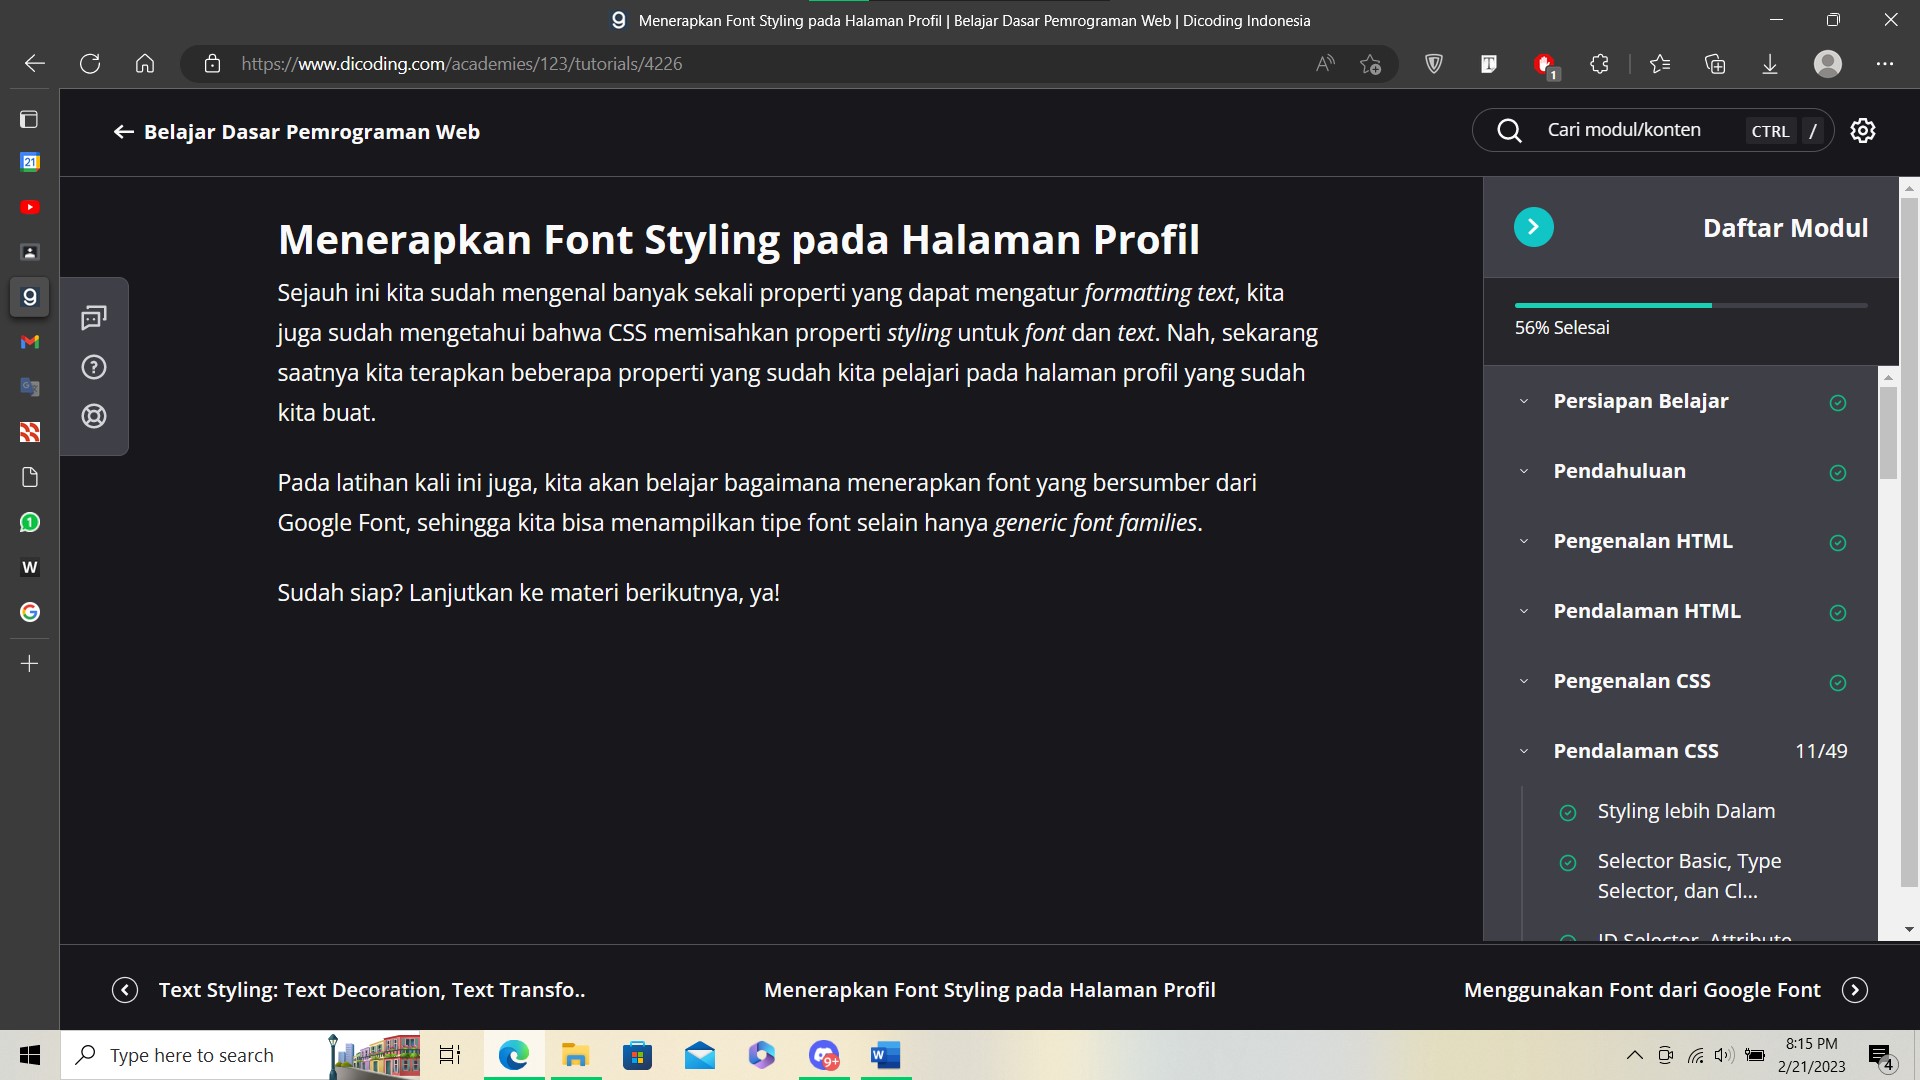 Menerapkan Font Styling pada Halaman Profil | Belajar Dasar Pemrograman Web | Dicoding Indonesia
https://www.dicoding.com/academies/123/tutorials/4226
1
Belajar Dasar Pemrograman Web
Cari modul/konten CTRL /
21
Menerapkan Font Styling pada Halaman Profil
Sejauh ini kita sudah mengenal banyak sekali properti yang dapat mengatur formatting text, kita
juga sudah mengetahui bahwa CSS memisahkan properti styling untuk font dan text. Nah, sekarang
saatnya kita terapkan beberapa properti yang sudah kita pelajari pada halaman profil yang sudah
kita buat.
Pada latihan kali ini juga, kita akan belajar bagaimana menerapkan font yang bersumber dari
Google Font, sehingga kita bisa menampilkan tipe font selain hanya generic font families.
Sudah siap? Lanjutkan ke materi berikutnya, ya!
Daftar Modul
56% Selesai
Persiapan Belajar
Pendahuluan
Pengenalan HTML
Pendalaman HTML
Pengenalan CSS
Pendalaman CSS 11/49
Styling lebih Dalam
Selector Basic, Type
Selector, dan Cl...
ID Selector, Attribute
Text Styling: Text Decoration, Text Transfo..
Menerapkan Font Styling pada Halaman Profil
Menggunakan Font dari Google Font
Type here to search
9+
8:15 PM
2/21/2023
4